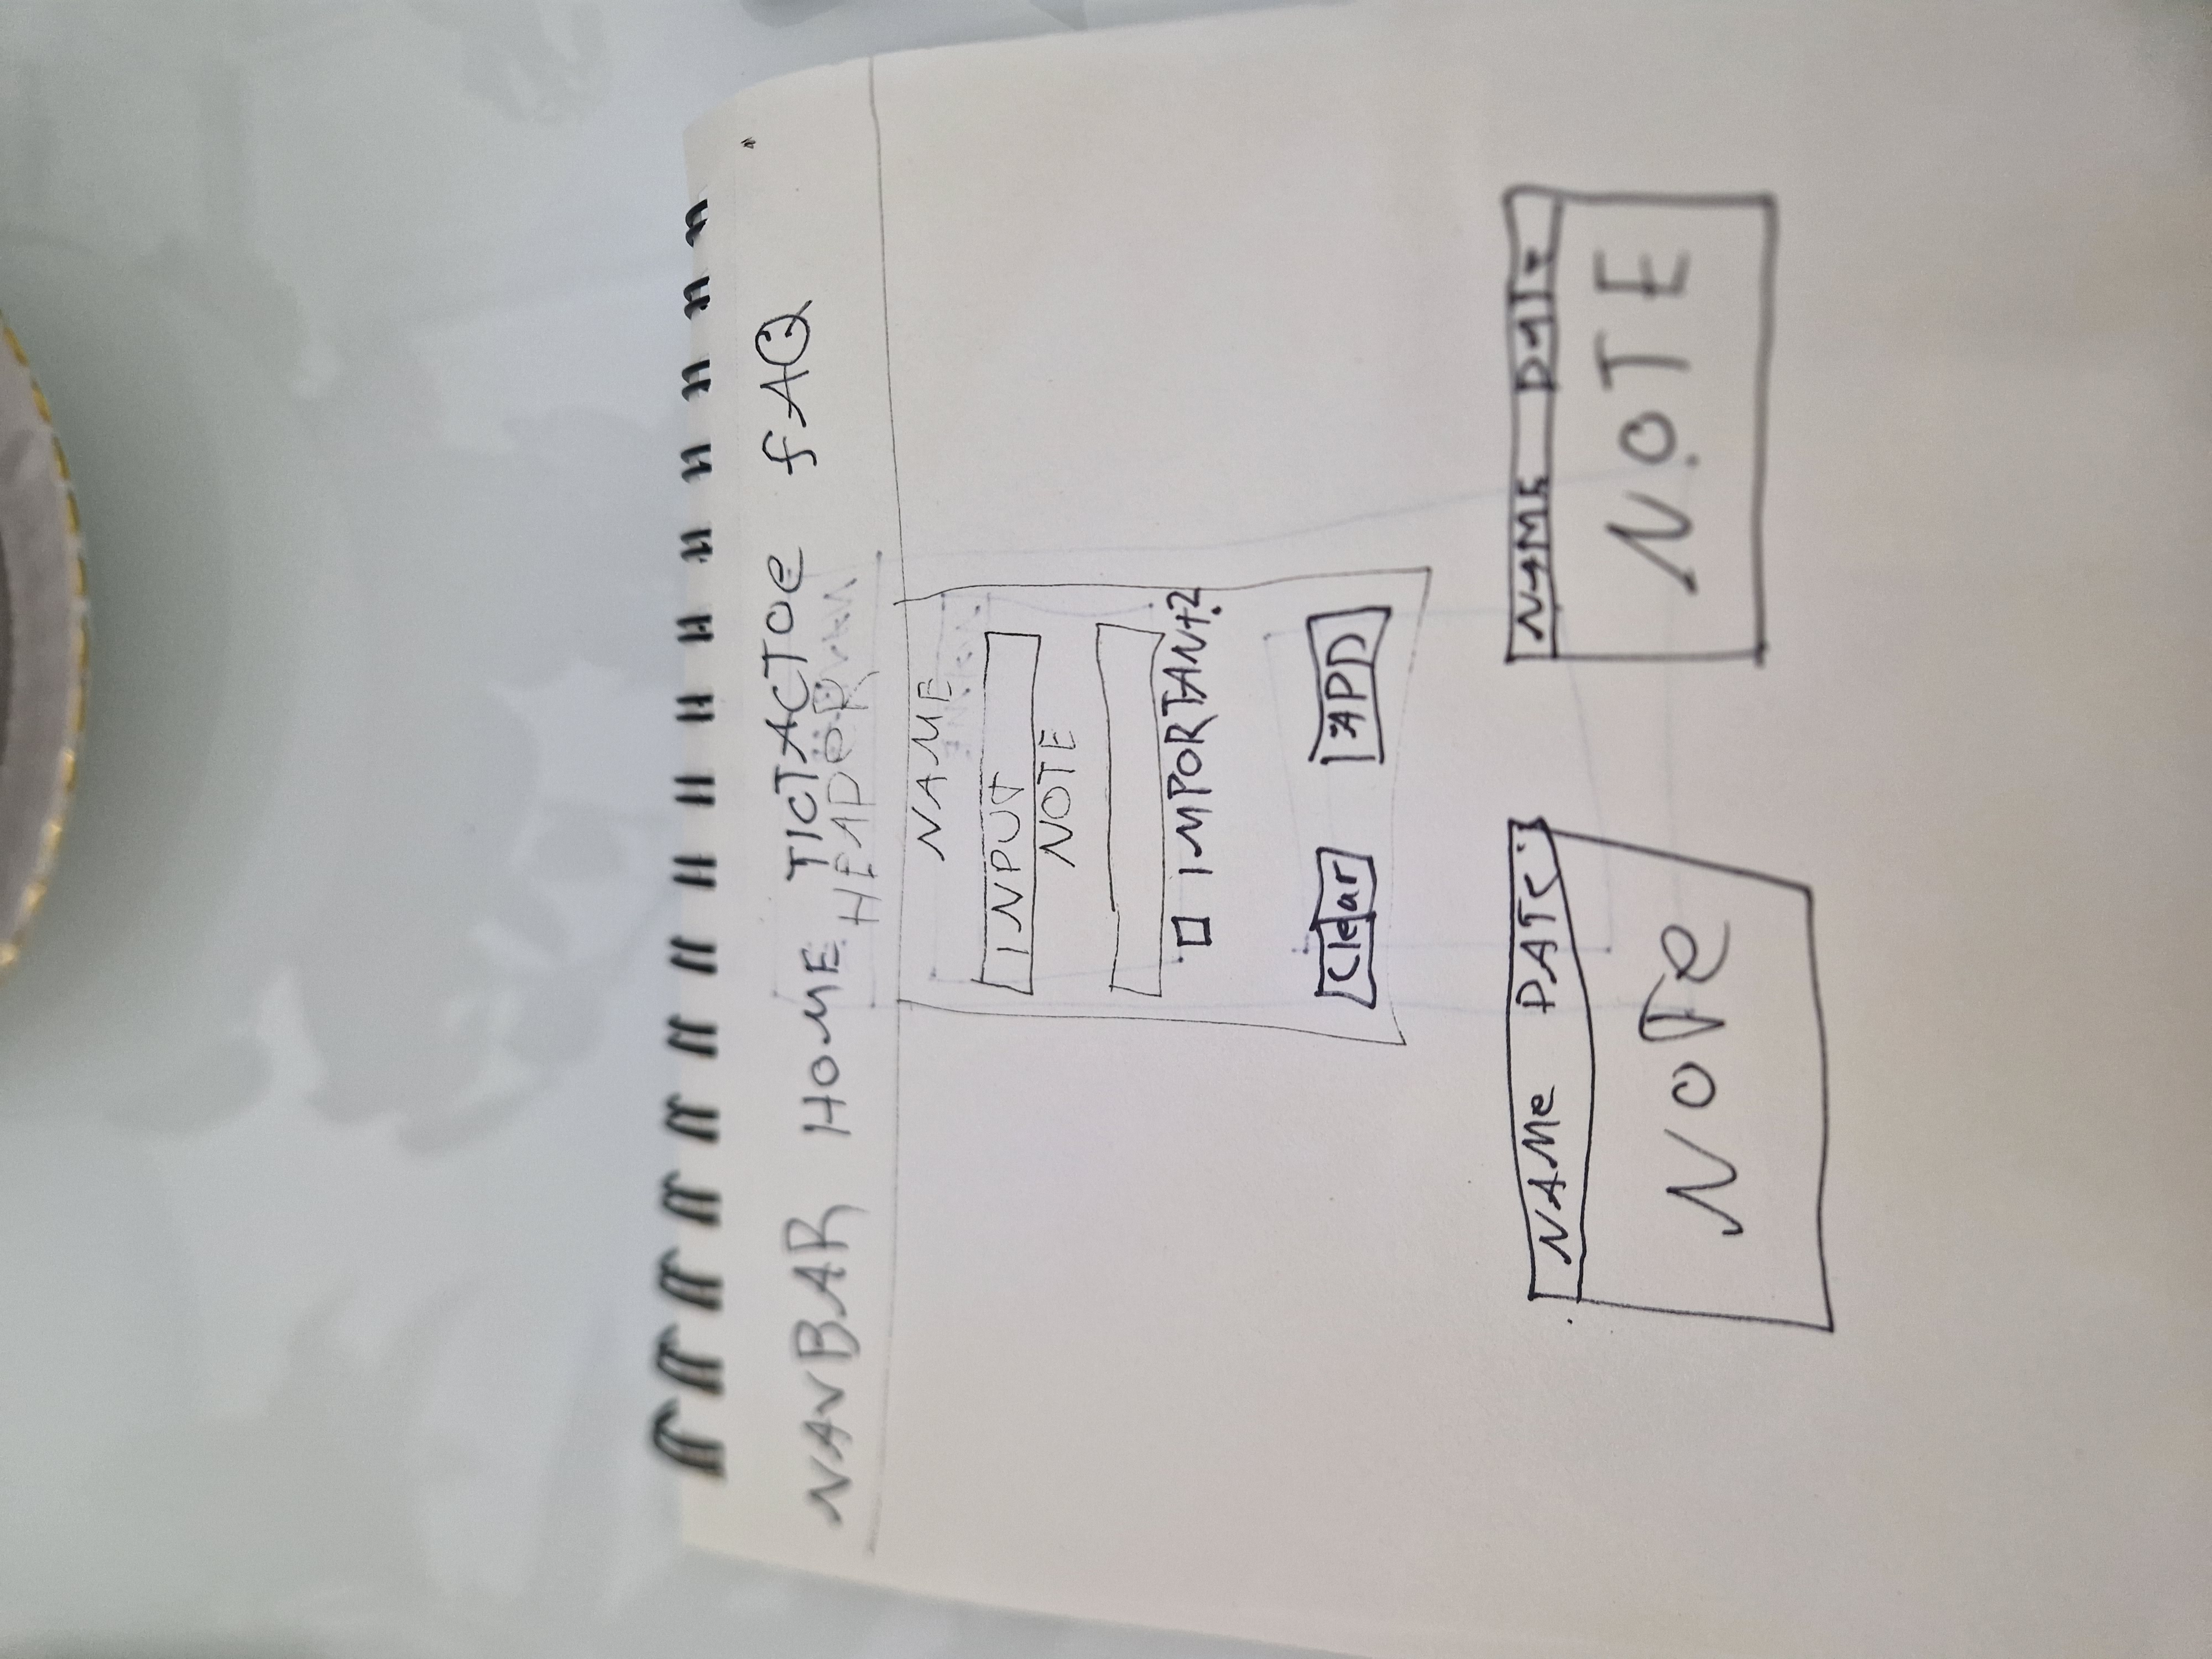 NAVBAR HOME TICTACTOE fAQ
HEADER
NAME
INPUT
NOTE
IMPORTANt?
Clear ADD
NAMe DATE NAME DATE
NoTe NOTE